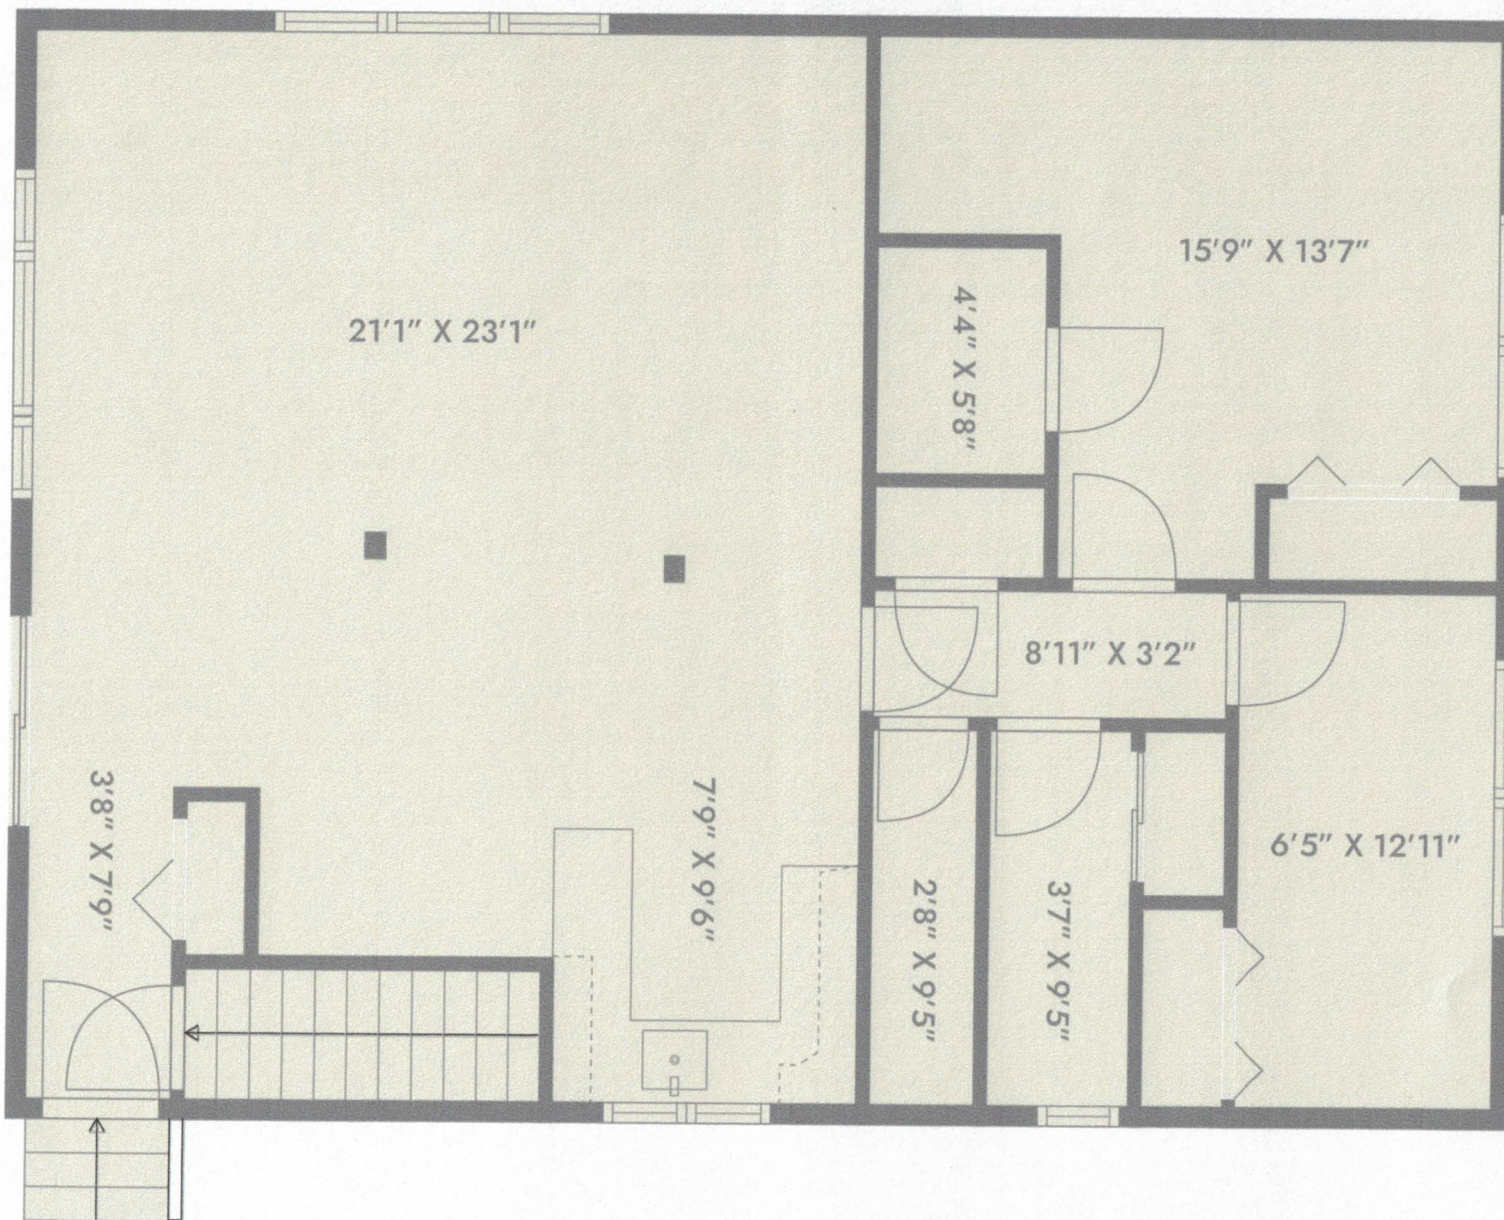 15'9" X 13'7"
21'1" X 23'1"
4'4" X 5'8"
8'11" X 3'2"
3'8" X 7'9"
7'9" X 9'6"
6'5" X 12'11"
2'8" X 9'5"
3'7" X 9'5"